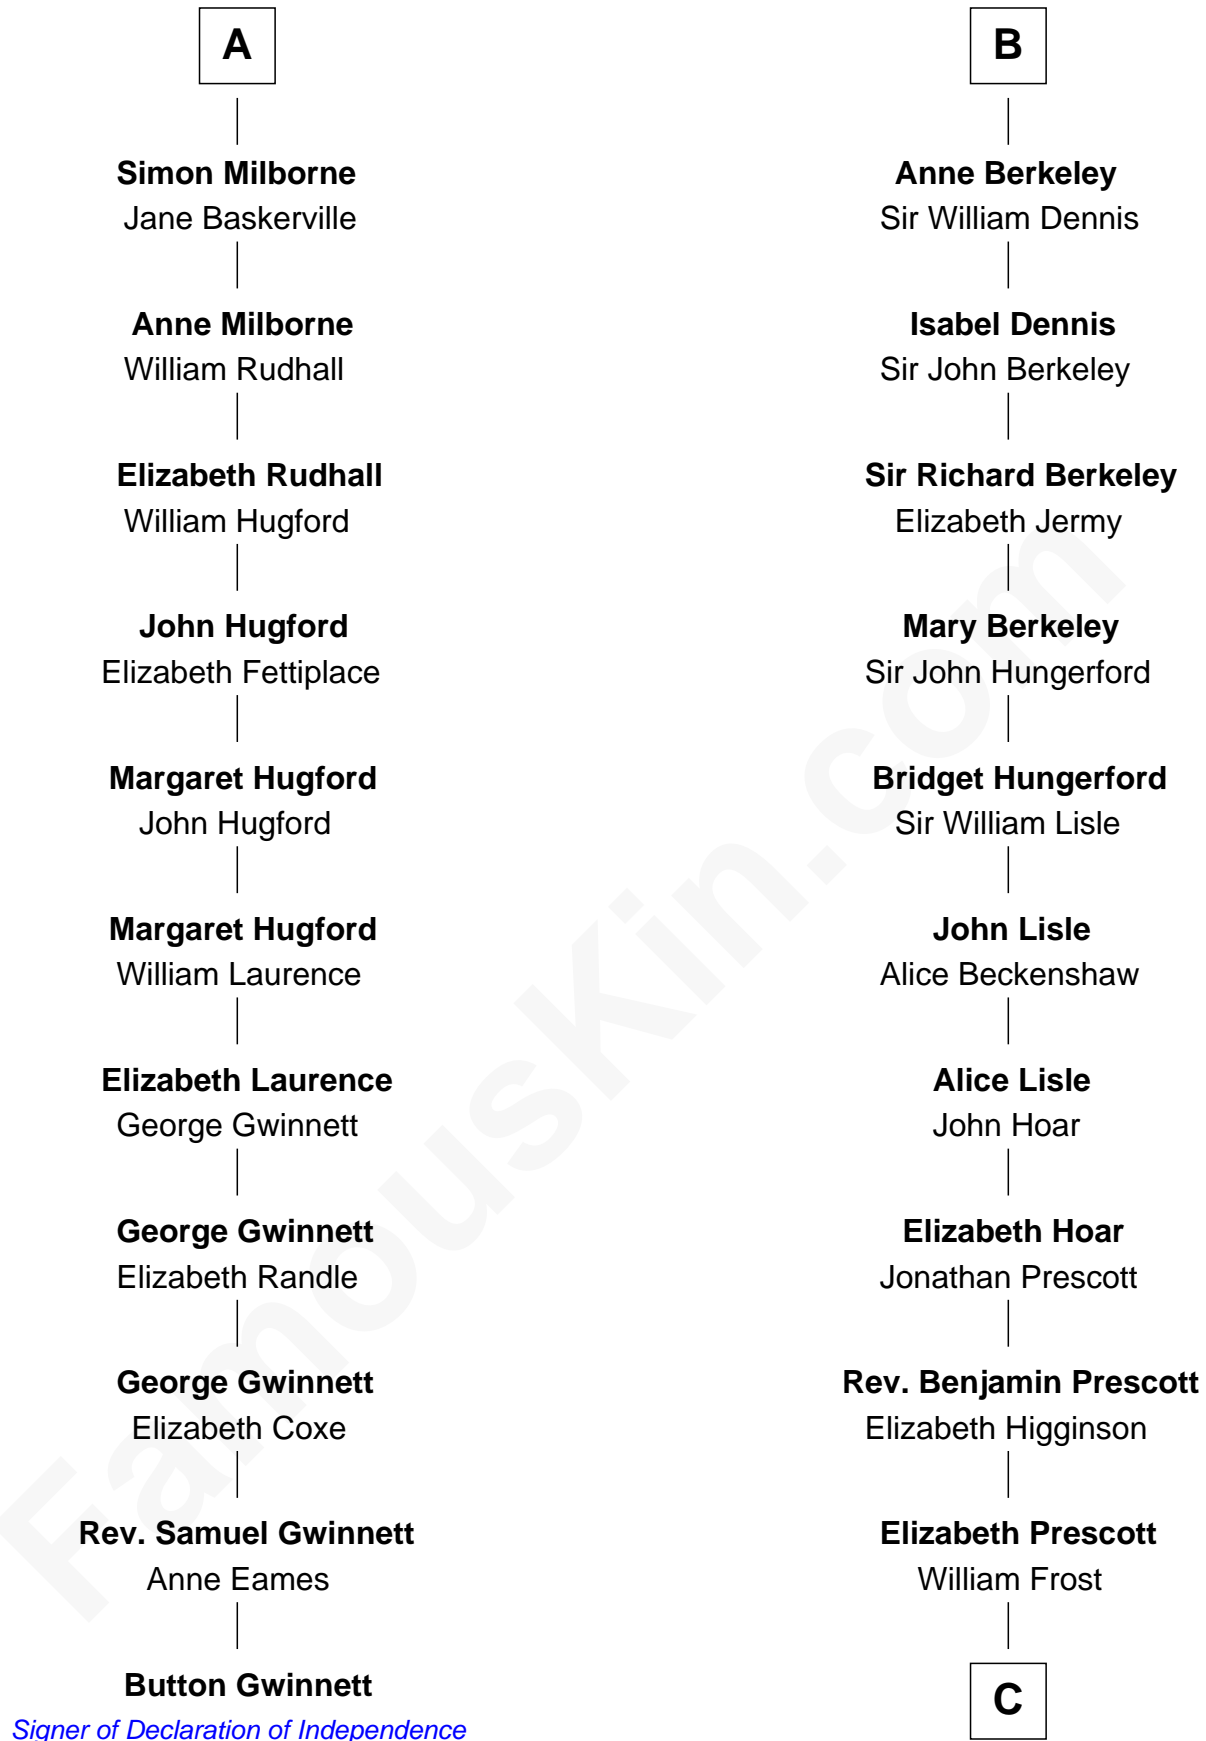 A
Simon Milborne
Jane Baskerville
Anne Milborne
William Rudhall
Elizabeth Rudhall
William Hugford
John Hugford
Elizabeth Fettiplace
Margaret Hugford
John Hugford
Margaret Hugford
William Laurence
Elizabeth Laurence
George Gwinnett
George Gwinnett
Elizabeth Randle
George Gwinnett
Elizabeth Coxe
Rev. Samuel Gwinnett
Anne Eames
Button Gwinnett
Signer of Declaration of Independence
B
Anne Berkeley
Sir William Dennis
Isabel Dennis
Sir John Berkeley
Sir Richard Berkeley
Elizabeth Jermy
Mary Berkeley
Sir John Hungerford
Bridget Hungerford
Sir William Lisle
John Lisle
Alice Beckenshaw
Alice Lisle
John Hoar
Elizabeth Hoar
Jonathan Prescott
Rev. Benjamin Prescott
Elizabeth Higginson
Elizabeth Prescott
William Frost
C
FamousKin.com